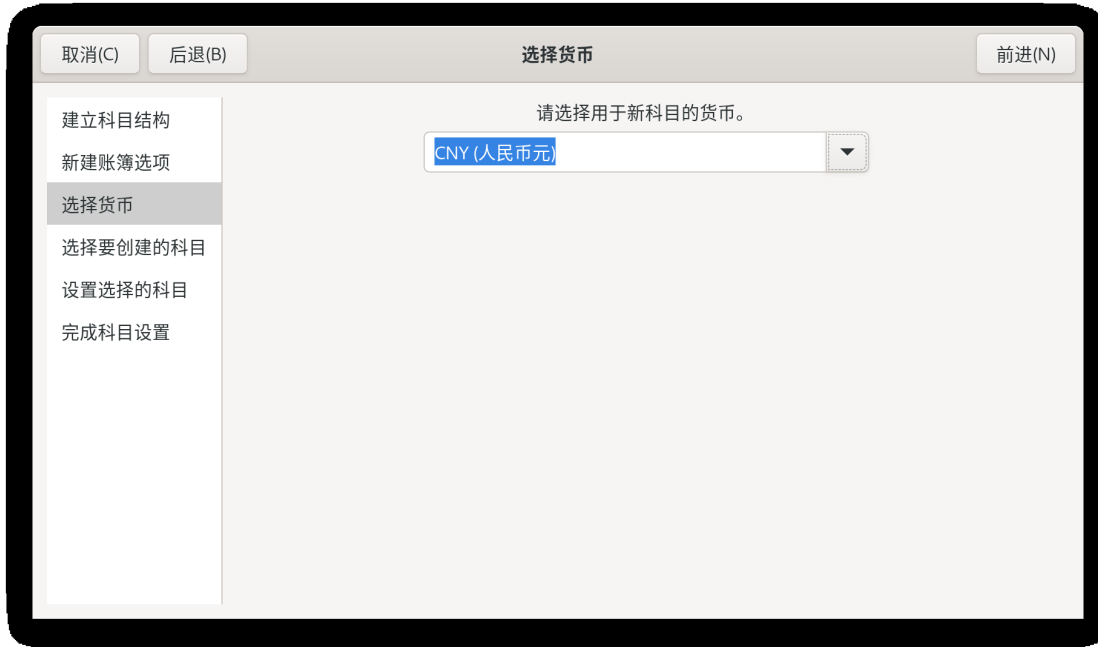 取消(C) 后退(B) 选择货币 前进(N)
建立科目结构
新建账簿选项
选择货币
选择要创建的科目
设置选择的科目
完成科目设置
请选择用于新科目的货币。
CNY (人民币元)